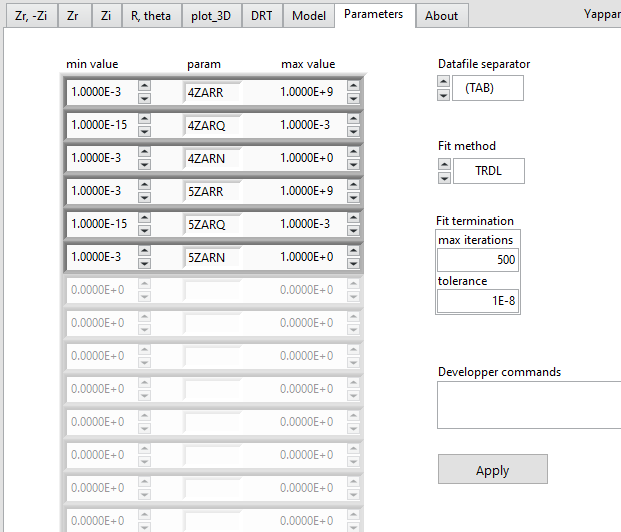 Zr, -Zi Zr Zi R, theta plot_3D DRT Model Parameters About Yappar
min value param max value Datafile separator
1.0000E-3 4ZARR 1.0000E+9 (TAB)
1.0000E-15 4ZARQ 1.0000E-3
1.0000E-3 4ZARN 1.0000E+0 Fit method
TRDL
1.0000E-3 5ZARR 1.0000E+9
1.0000E-15 5ZARQ 1.0000E-3 Fit termination
max iterations
1.0000E-3 5ZARN 1.0000E+0 500
tolerance
0.0000E+0 0.0000E+0 1E-8
0.0000E+0 0.0000E+0
0.0000E+0 0.0000E+0 Developper commands
0.0000E+0 0.0000E+0
0.0000E+0 0.0000E+0
0.0000E+0 0.0000E+0 Apply
0.0000E+0 0.0000E+0
0.0000E+0 0.0000E+0